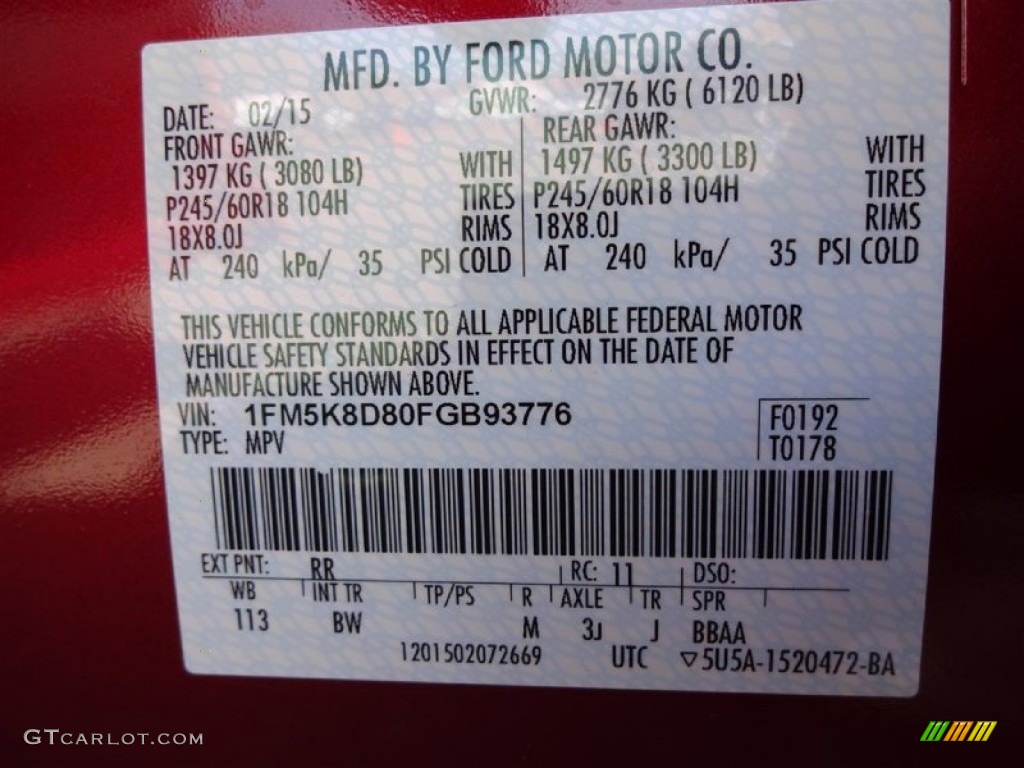 MFD. BY FORD MOTOR CO.
DATE: 02/15 GVWR: 2776 KG ( 6120 LB)
FRONT GAWR: REAR GAWR:
1397 KG ( 3080 LB) WITH 1497 KG ( 3300 LB) WITH
P245/60R18 104H TIRES P245/60R18 104H TIRES
18X8.0J RIMS 18X8.0J RIMS
AT 240 kPa/ 35 PSI COLD AT 240 kPa/ 35 PSI COLD
THIS VEHICLE CONFORMS TO ALL APPLICABLE FEDERAL MOTOR
VEHICLE SAFETY STANDARDS IN EFFECT ON THE DATE OF
MANUFACTURE SHOWN ABOVE.
VIN: 1FM5K8D80FGB93776 F0192
TYPE: MPV T0178
EXT PNT: RR RC: 11 DSO:
WB INT TR TP/PS R AXLE TR SPR
113 BW M 3J J BBAA
1201502072669 UTC ▽5U5A-1520472-BA
GTCARLOT.COM